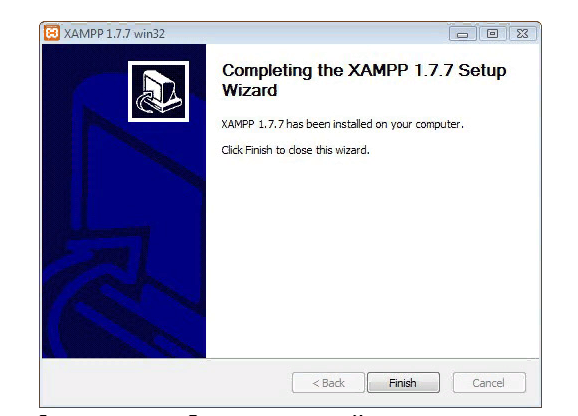 XAMPP 1.7.7 win32
Completing the XAMPP 1.7.7 Setup
Wizard
XAMPP 1.7.7 has been installed on your computer.
Click Finish to close this wizard.
< Back
Finish
Cancel